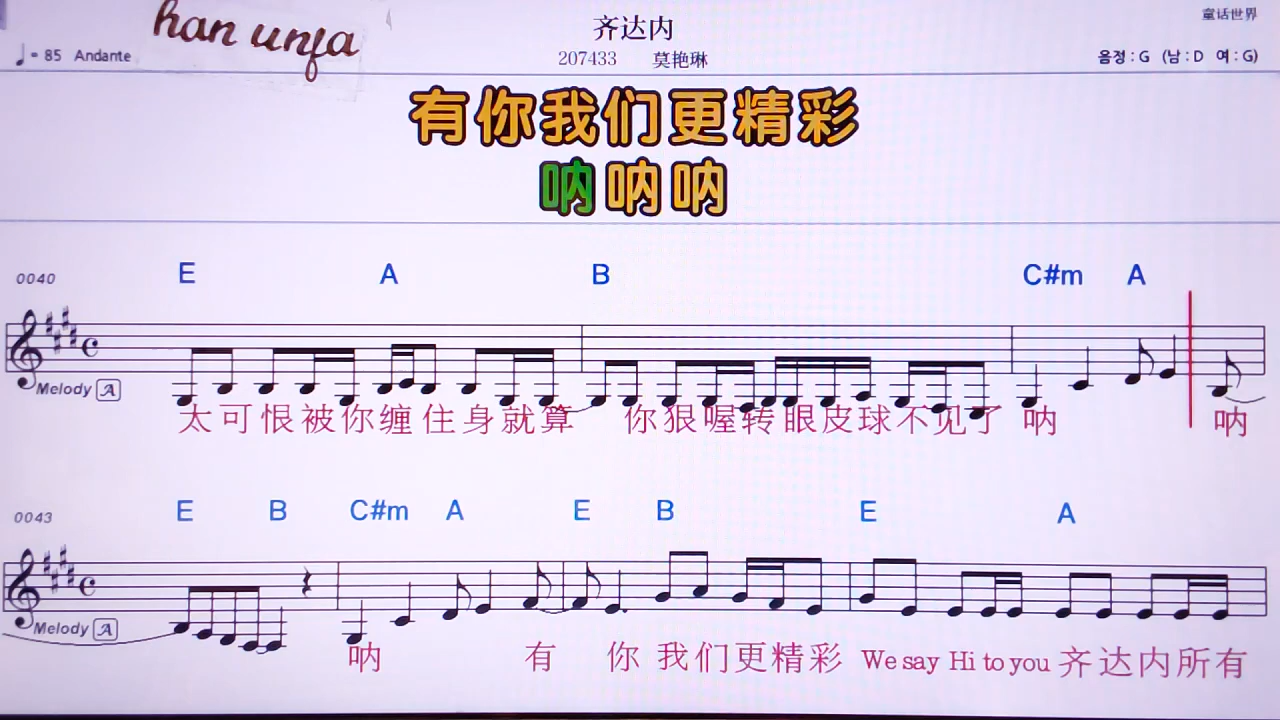 han unfa
齐达内
童话世界
♩= 85 Andante
207433 莫艳琳
음정 : G (남 : D 여 : G)
有你我们更精彩
呐呐呐
0040
E A B C#m A
Melody A
太可恨被你缠住身就算 你狠喔转眼皮球不见了 呐 呐
0043
E B C#m A E B E A
Melody A
呐 有 你 我们更精彩 We say Hi to you 齐达内所有